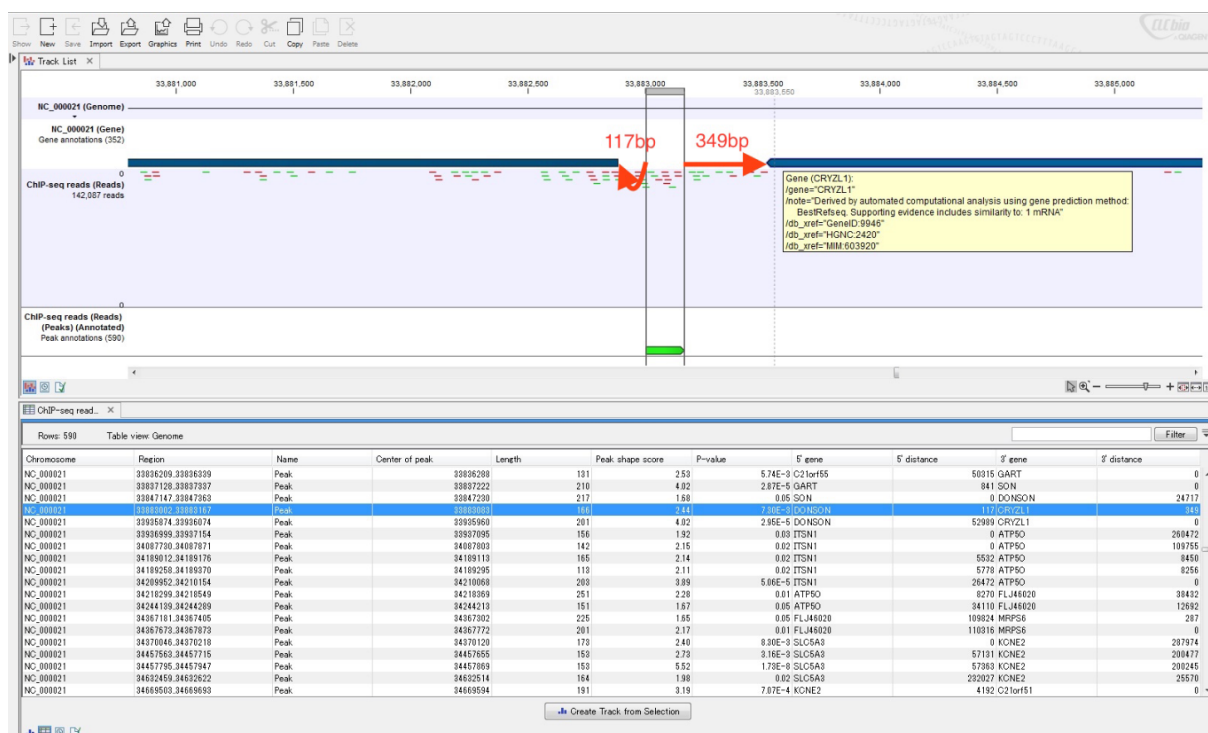 Show New Save Import Export Graphics Print Undo Redo Cut Copy Paste Delete
CLCbio
Track List ×
33,881,000 33,881,500 33,882,000 33,882,500 33,883,000 33,883,500 33,884,000 33,884,500 33,885,000
33,883,550
NC_000021 (Genome)
NC_000021 (Gene)
Gene annotations (352)
117bp 349bp
0
ChIP-seq reads (Reads)
142,087 reads
Gene (CRYZL1):
/gene="CRYZL1"
/note="Derived by automated computational analysis using gene prediction method:
BestRefseq. Supporting evidence includes similarity to: 1 mRNA"
/db_xref="GeneID:9946"
/db_xref="HGNC:2420"
/db_xref="MIM:603920"
0
ChIP-seq reads (Reads)
(Peaks) (Annotated)
Peak annotations (590)
ChIP-seq read... ×
Rows: 590 Table view: Genome Filter
Chromosome Region Name Center of peak Length Peak shape score P-value 5' gene 5' distance 3' gene 3' distance
NC_000021 33836209..33836339 Peak 33836288 131 2.53 5.74E-3 C21orf55 50315 GART 0
NC_000021 33837128..33837337 Peak 33837222 210 4.02 2.87E-5 GART 841 SON 0
NC_000021 33847147..33847363 Peak 33847230 217 1.68 0.05 SON 0 DONSON 24717
NC_000021 33883002..33883167 Peak 33883083 166 2.44 7.30E-3 DONSON 117 CRYZL1 349
NC_000021 33935874..33936074 Peak 33935960 201 4.02 2.95E-5 DONSON 52989 CRYZL1 0
NC_000021 33936999..33937154 Peak 33937095 156 1.92 0.03 ITSN1 0 ATP5O 260472
NC_000021 34087730..34087871 Peak 34087803 142 2.15 0.02 ITSN1 0 ATP5O 109755
NC_000021 34189012..34189176 Peak 34189113 165 2.14 0.02 ITSN1 5532 ATP5O 8450
NC_000021 34189258..34189370 Peak 34189295 113 2.11 0.02 ITSN1 5778 ATP5O 8256
NC_000021 34209952..34210154 Peak 34210068 203 3.89 5.06E-5 ITSN1 26472 ATP5O 0
NC_000021 34218299..34218549 Peak 34218369 251 2.28 0.01 ATP5O 8270 FLJ46020 38432
NC_000021 34244139..34244289 Peak 34244213 151 1.67 0.05 ATP5O 34110 FLJ46020 12692
NC_000021 34367181..34367405 Peak 34367302 225 1.65 0.05 FLJ46020 109824 MRPS6 287
NC_000021 34367673..34367873 Peak 34367772 201 2.17 0.01 FLJ46020 110316 MRPS6 0
NC_000021 34370046..34370218 Peak 34370120 173 2.40 8.30E-3 SLC5A3 0 KCNE2 287974
NC_000021 34457563..34457715 Peak 34457655 153 2.73 3.16E-3 SLC5A3 57131 KCNE2 200477
NC_000021 34457795..34457947 Peak 34457869 153 5.52 1.73E-8 SLC5A3 57363 KCNE2 200245
NC_000021 34632459..34632622 Peak 34632514 164 1.98 0.02 SLC5A3 232027 KCNE2 25570
NC_000021 34669503..34669693 Peak 34669594 191 3.19 7.07E-4 KCNE2 4192 C21orf51 0
Create Track from Selection